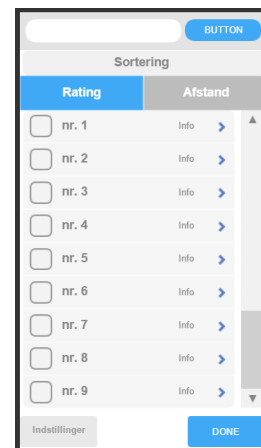 BUTTON
Sortering
Rating Afstand
nr. 1 Info
nr. 2 Info
nr. 3 Info
nr. 4 Info
nr. 5 Info
nr. 6 Info
nr. 7 Info
nr. 8 Info
nr. 9 Info
Indstillinger DONE